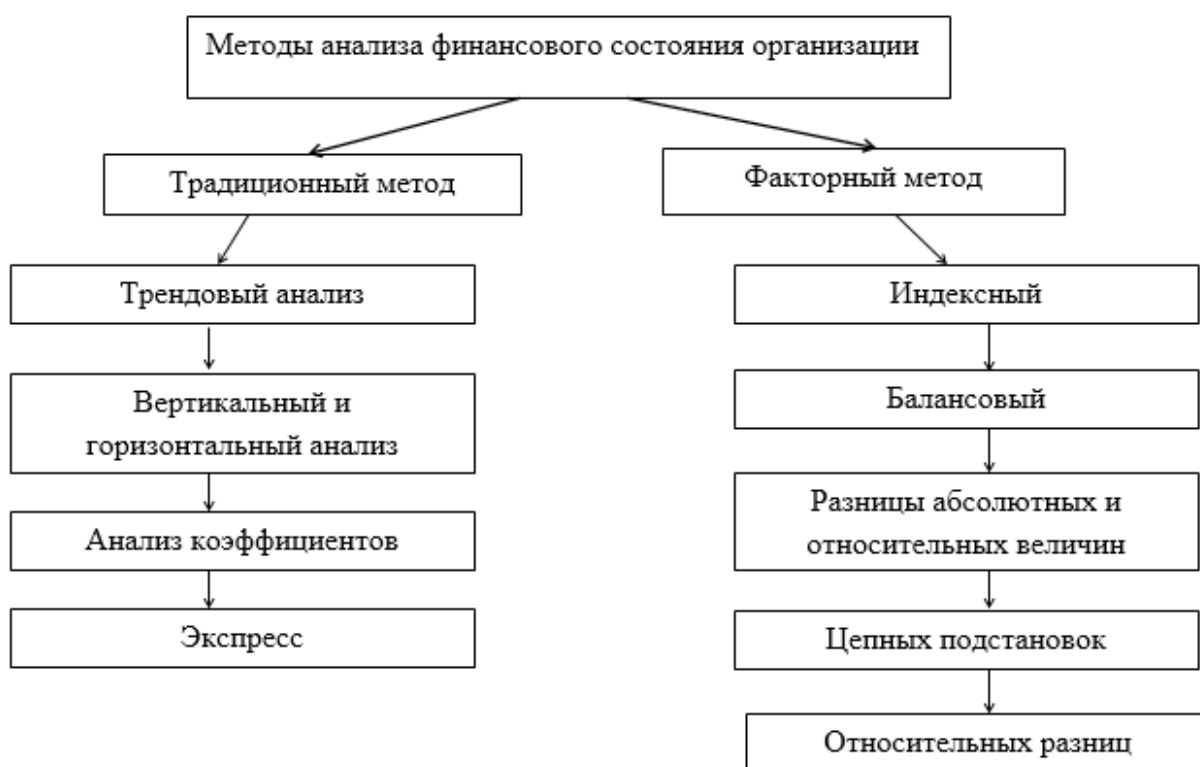 Методы анализа финансового состояния организации
Традиционный метод
Факторный метод
Трендовый анализ
Индексный
Вертикальный и
горизонтальный анализ
Балансовый
Анализ коэффициентов
Разницы абсолютных и
относительных величин
Экспресс
Цепных подстановок
Относительных разниц